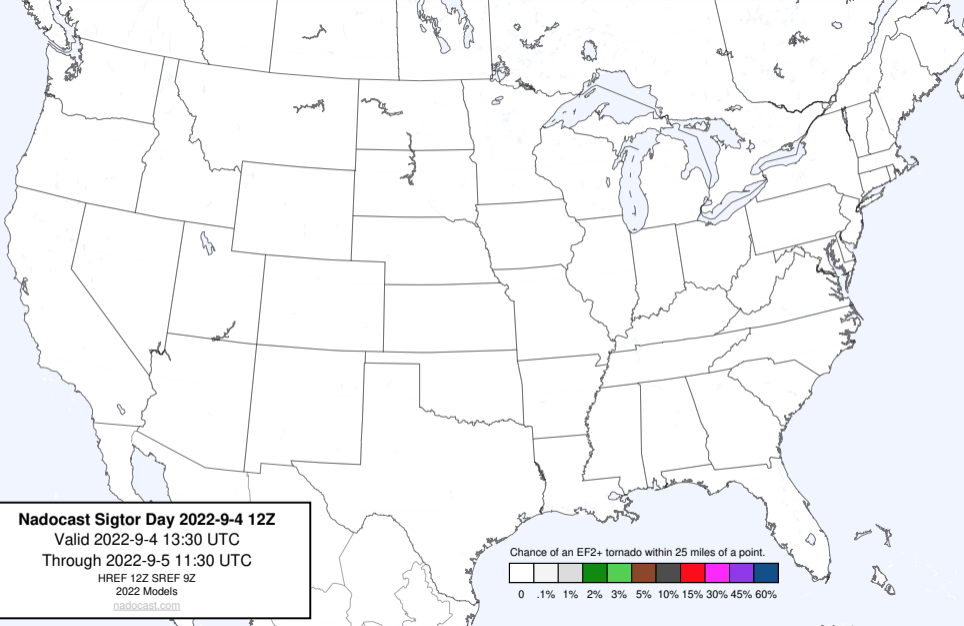 Nadocast Sigtor Day 2022-9-4 12Z
Valid 2022-9-4 13:30 UTC
Through 2022-9-5 11:30 UTC
HREF 12Z SREF 9Z
2022 Models
nadocast.com
Chance of an EF2+ tornado within 25 miles of a point.
0 .1% 1% 2% 3% 5% 10% 15% 30% 45% 60%